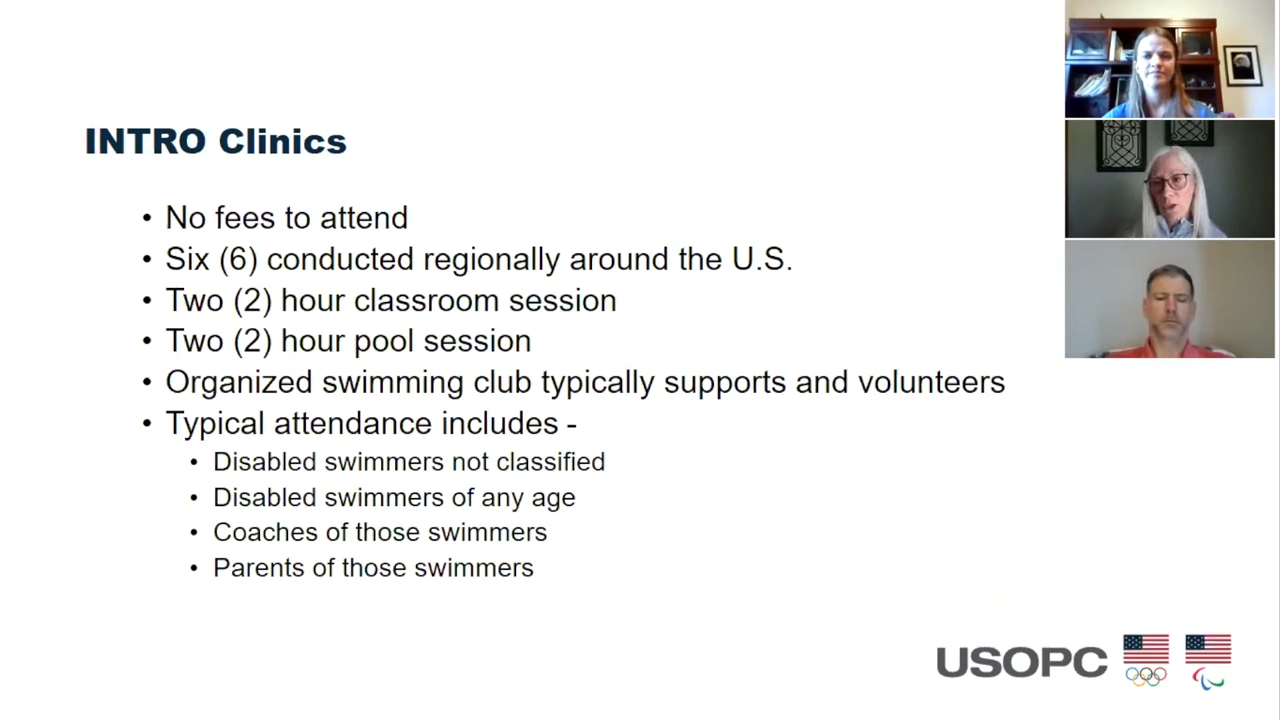 INTRO Clinics
• No fees to attend
• Six (6) conducted regionally around the U.S.
• Two (2) hour classroom session
• Two (2) hour pool session
• Organized swimming club typically supports and volunteers
• Typical attendance includes -
• Disabled swimmers not classified
• Disabled swimmers of any age
• Coaches of those swimmers
• Parents of those swimmers
USOPC